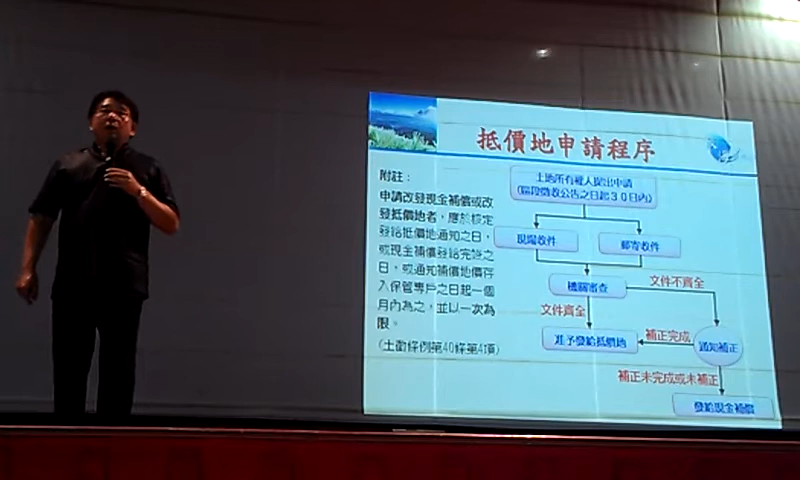 抵價地申請程序
附註：
申請改發現金補償或改
發抵價地者，應於核定
發給抵價地通知之日，
或現金補償發給完竣之
日，或通知補償地價存
入保管專戶之日起一個
月內為之，並以一次為
限。
(土徵條例第40條第4項)
土地所有權人提出申請
(區段徵收公告之日起30日內)
現場收件
郵寄收件
機關審查
文件不齊全
文件齊全
准予發給抵價地
補正完成
通知補正
補正未完成或未補正
發給現金補償